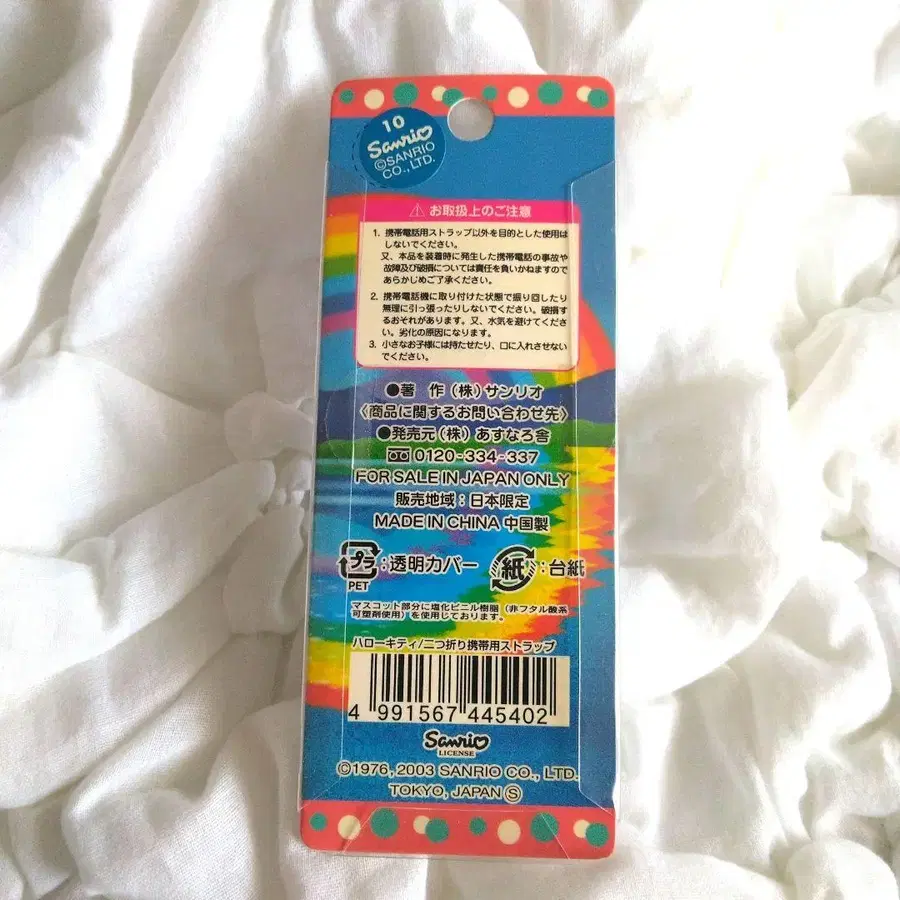 10
Sanrio
©SANRIO
CO., LTD.
⚠ お取扱上のご注意
1. 携帯電話用ストラップ以外を目的とした使用は
しないでください。
又、本品を装着時に発生した携帯電話の事故や
故障及び破損については責任を負いかねますので
あらかじめご了承ください。
2. 携帯電話機に取り付けた状態で振り回したり
無理に引っ張ったりしないでください。破損す
るおそれがあります。又、水気を避けてくださ
い。劣化の原因になります。
3. 小さなお子様には持たせたり、口に入れさせない
でください。
●著 作（株）サンリオ
〈商品に関するお問い合わせ先〉
●発売元（株）あすなろ舎
0120-334-337
FOR SALE IN JAPAN ONLY
販売地域：日本限定
MADE IN CHINA 中国製
プラ：透明カバー 紙：台紙
PET
マスコット部分に塩化ビニル樹脂（非フタル酸系
可塑剤使用）を使用しております。
ハローキティ/二つ折り携帯用ストラップ
4 991567 445402
Sanrio
LICENSE
©1976, 2003 SANRIO CO., LTD.
TOKYO, JAPAN Ⓢ